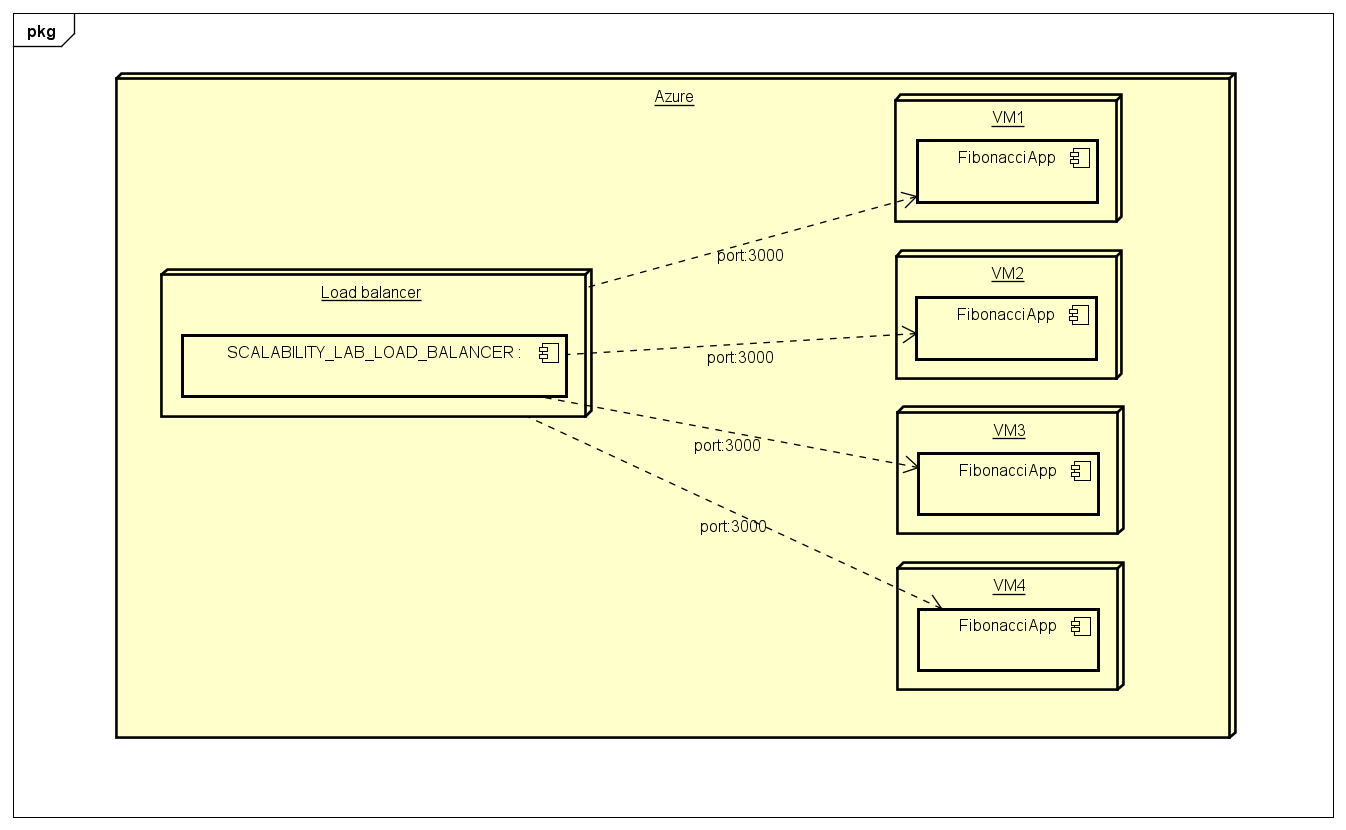 pkg
Azure
VM1
FibonacciApp
port:3000
VM2
Load balancer
FibonacciApp
SCALABILITY_LAB_LOAD_BALANCER :
port:3000
VM3
port:3000
FibonacciApp
port:3000
VM4
FibonacciApp